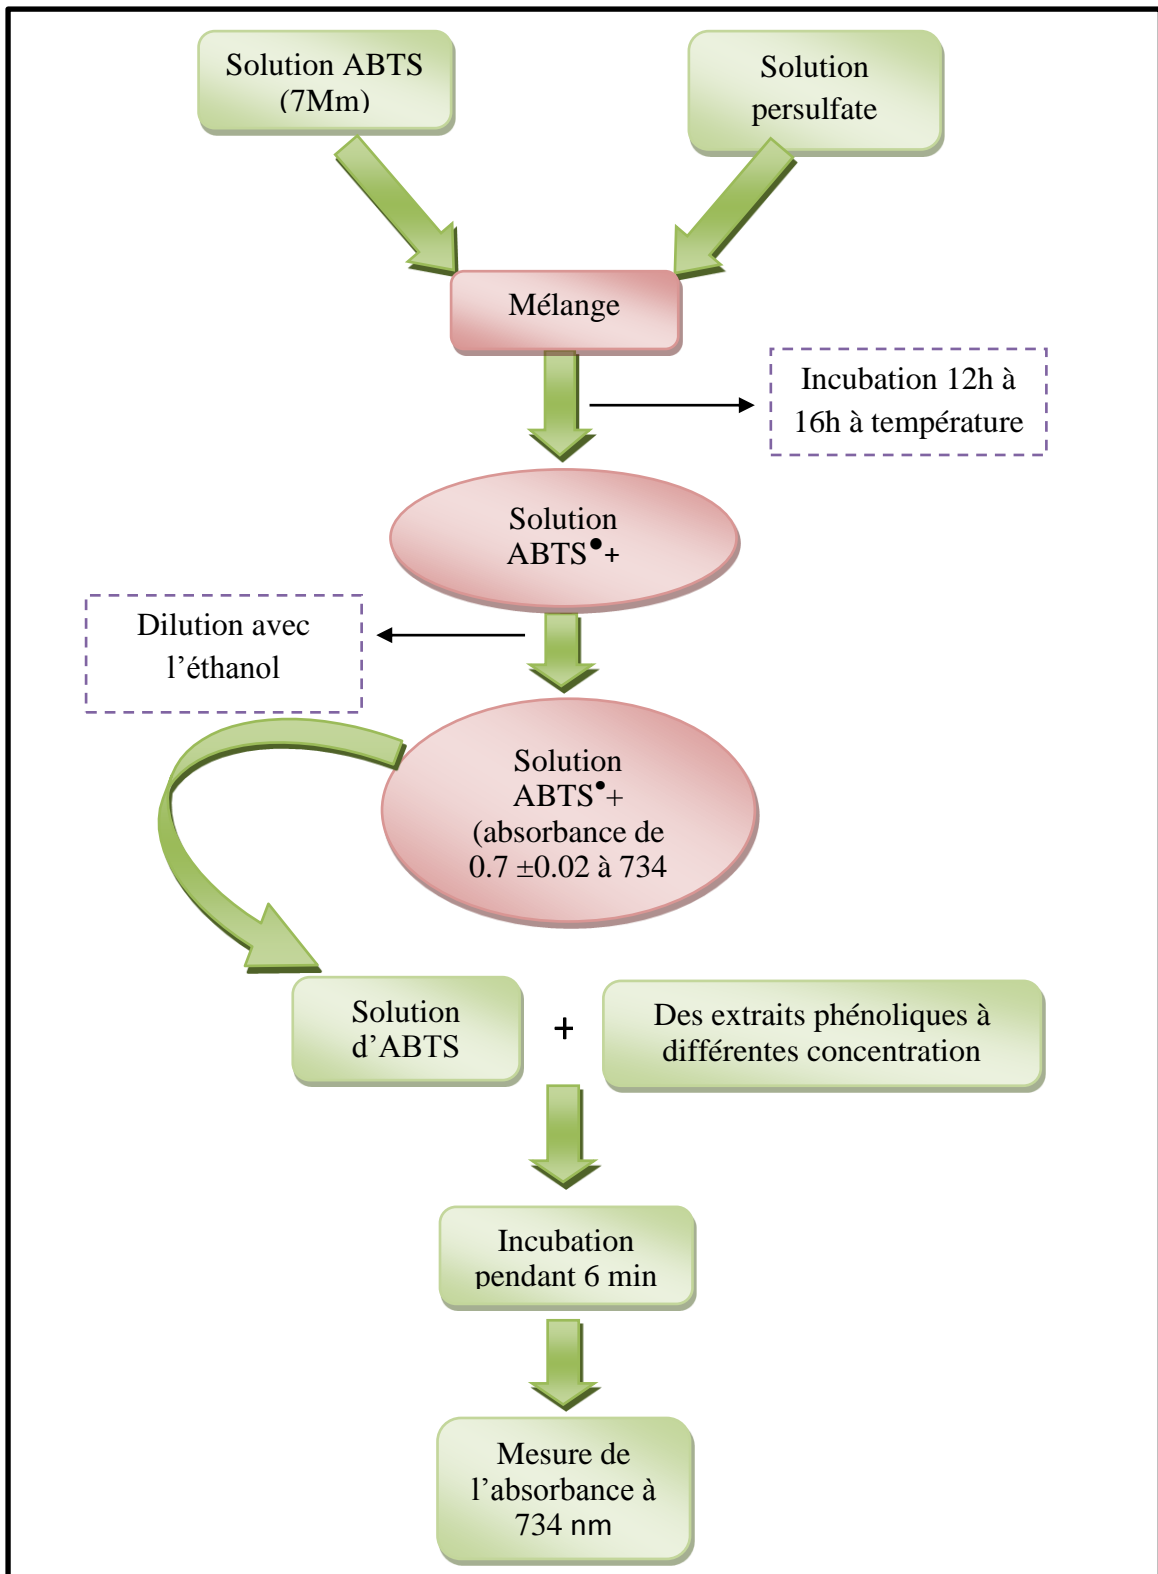 Solution ABTS
(7Mm)
Solution
persulfate
Mélange
Incubation 12h à
16h à température
Solution
ABTS●+
Dilution avec
l’éthanol
Solution
ABTS●+
(absorbance de
0.7 ±0.02 à 734
Solution
d’ABTS
+
Des extraits phénoliques à
différentes concentration
Incubation
pendant 6 min
Mesure de
l’absorbance à
734 nm